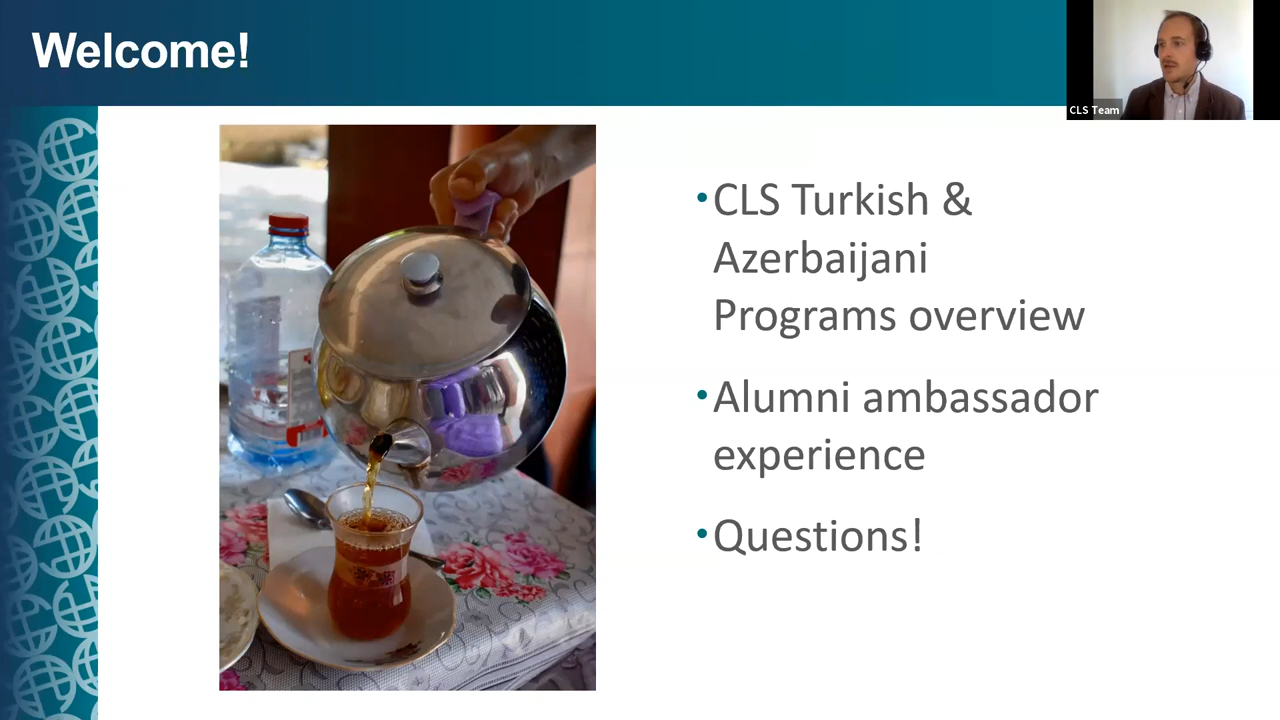 Welcome!
CLS Team
•CLS Turkish &
Azerbaijani
Programs overview
•Alumni ambassador
experience
•Questions!